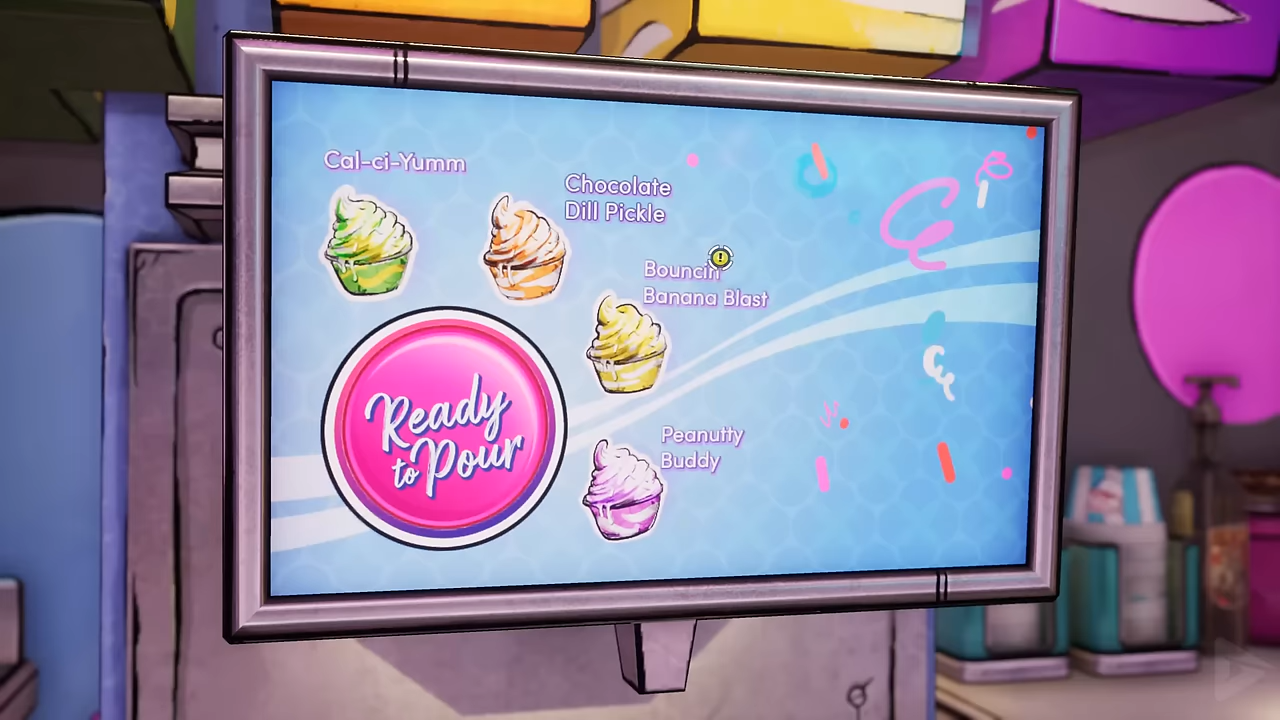 Cal-ci-Yumm
Chocolate
Dill Pickle
Bouncin'
Banana Blast
Ready
to Pour
Peanutty
Buddy